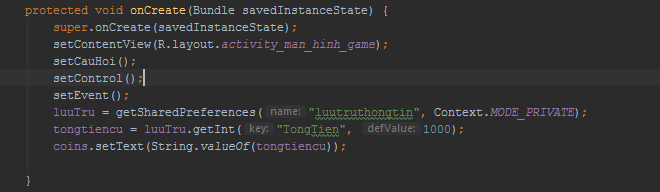 protected void onCreate(Bundle savedInstanceState) {
super.onCreate(savedInstanceState);
setContentView(R.layout.activity_man_hinh_game);
setCauHoi();
setControl();
setEvent();
luuTru = getSharedPreferences( name: "luutruthongtin", Context.MODE_PRIVATE);
tongtiencu = luuTru.getInt( key: "TongTien", defValue: 1000);
coins.setText(String.valueOf(tongtiencu));
}